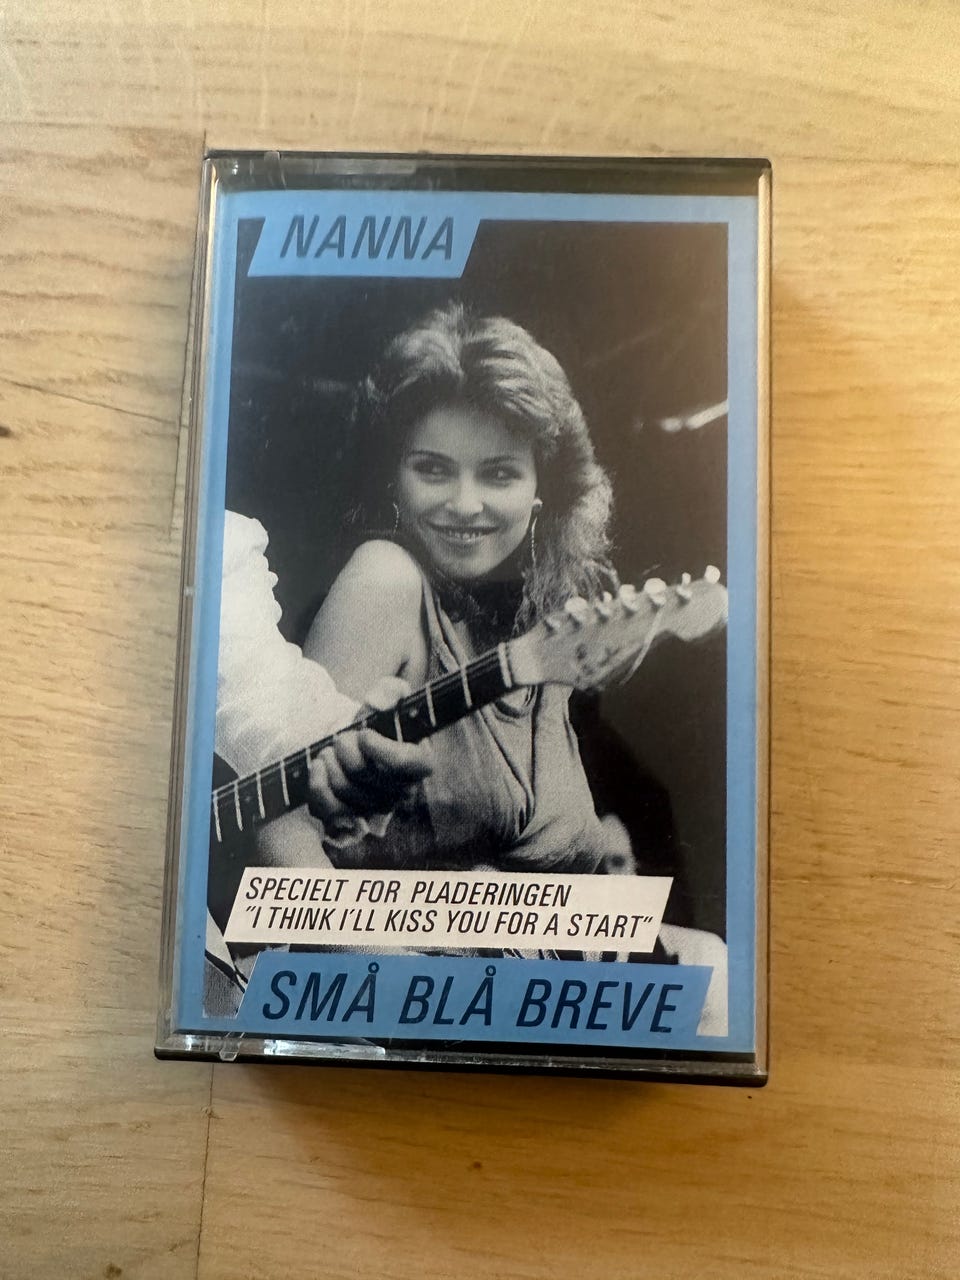 NANNA
SPECIELT FOR PLADERINGEN
"I THINK I'LL KISS YOU FOR A START"
SMÅ BLÅ BREVE